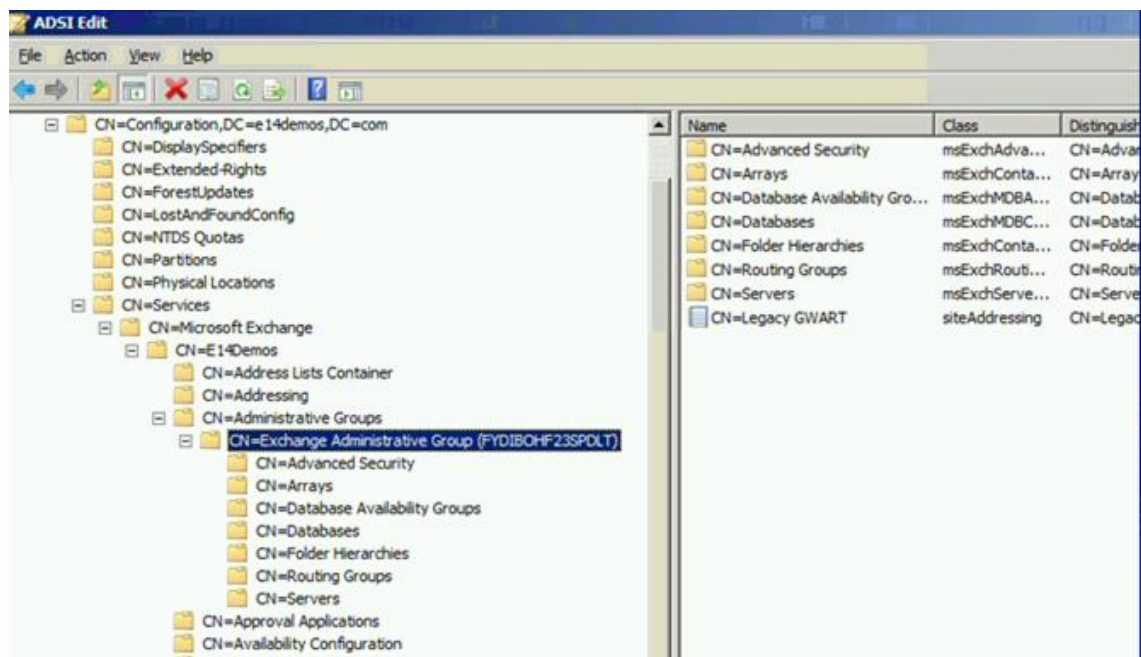 ADSI Edit
File Action View Help
CN=Configuration,DC=e14demos,DC=com
CN=DisplaySpecifiers
CN=Extended-Rights
CN=ForestUpdates
CN=LostAndFoundConfig
CN=NTDS Quotas
CN=Partitions
CN=Physical Locations
CN=Services
CN=Microsoft Exchange
CN=E14Demos
CN=Address Lists Container
CN=Addressing
CN=Administrative Groups
CN=Exchange Administrative Group (FYDIBOHF23SPDLT)
CN=Advanced Security
CN=Arrays
CN=Database Availability Groups
CN=Databases
CN=Folder Hierarchies
CN=Routing Groups
CN=Servers
CN=Approval Applications
CN=Availability Configuration
Name Class Distinguish
CN=Advanced Security msExchAdva... CN=Advan
CN=Arrays msExchConta... CN=Array
CN=Database Availability Gro... msExchMDBA... CN=Datab
CN=Databases msExchMDBC... CN=Datab
CN=Folder Hierarchies msExchConta... CN=Folde
CN=Routing Groups msExchRouti... CN=Routin
CN=Servers msExchServe... CN=Serve
CN=Legacy GWART siteAddressing CN=Legac